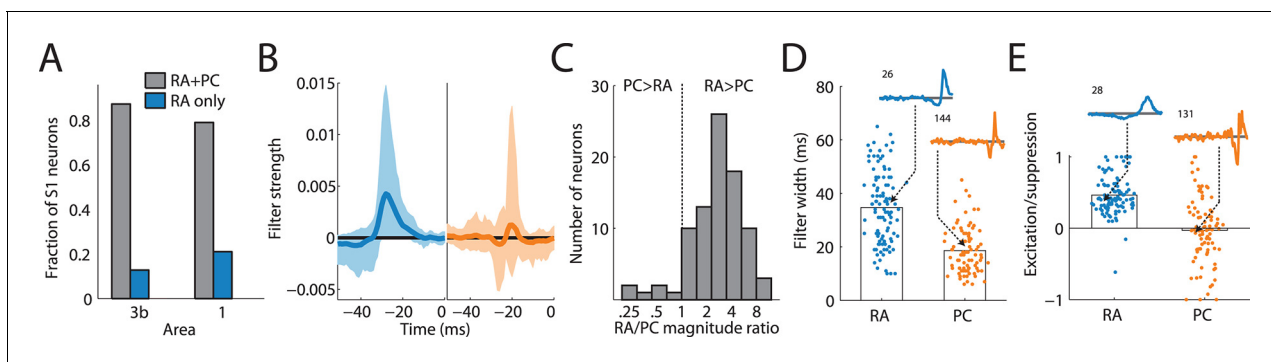 A
RA+PC
RA only
Fraction of S1 neurons
0.8
0.6
0.4
0.2
0
3b
1
Area
B
Filter strength
0.015
0.01
0.005
0
−0.005
−40
−20
0
−40
−20
0
Time (ms)
C
PC>RA
RA>PC
Number of neurons
30
20
10
0
.25
.5
1
2
4
8
RA/PC magnitude ratio
D
26
144
Filter width (ms)
80
60
40
20
0
RA
PC
E
28
131
Excitation/suppression
1
0
−1
RA
PC